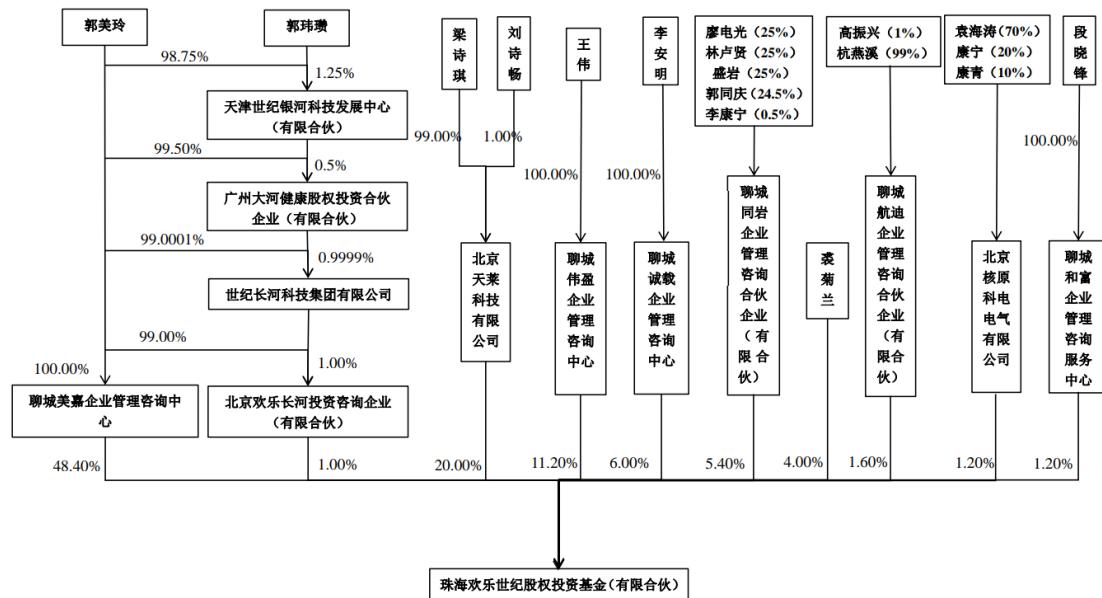 郭美玲
郭玮瓒
梁诗琪
刘诗畅
王伟
李安明
廖电光（25%）
林卢贤（25%）
盛岩（25%）
郭同庆（24.5%）
李康宁（0.5%）
高振兴（1%）
杭燕溪（99%）
袁海涛（70%）
康宁（20%）
康青（10%）
段晓锋
98.75%
1.25%
天津世纪银河科技发展中心
（有限合伙）
99.00%
1.00%
100.00%
100.00%
100.00%
99.50%
0.5%
广州大河健康股权投资合伙
企业（有限合伙）
99.0001%
0.9999%
世纪长河科技集团有限公司
北京
天莱
科技
有限
公司
聊城
伟盈
企业
管理
咨询
中心
聊城
诚载
企业
管理
咨询
中心
聊城
同岩
企业
管理
咨询
合伙
企业
（有
限合
伙）
裘菊兰
聊城
航迪
企业
管理
咨询
合伙
企业
（有
限合
伙）
北京
核原
科电
电气
有限
公司
聊城
和富
企业
管理
咨询
服务
中心
99.00%
1.00%
100.00%
聊城美嘉企业管理咨询中
心
北京欢乐长河投资咨询企业
（有限合伙）
48.40%
1.00%
20.00%
11.20%
6.00%
5.40%
4.00%
1.60%
1.20%
1.20%
珠海欢乐世纪股权投资基金（有限合伙）